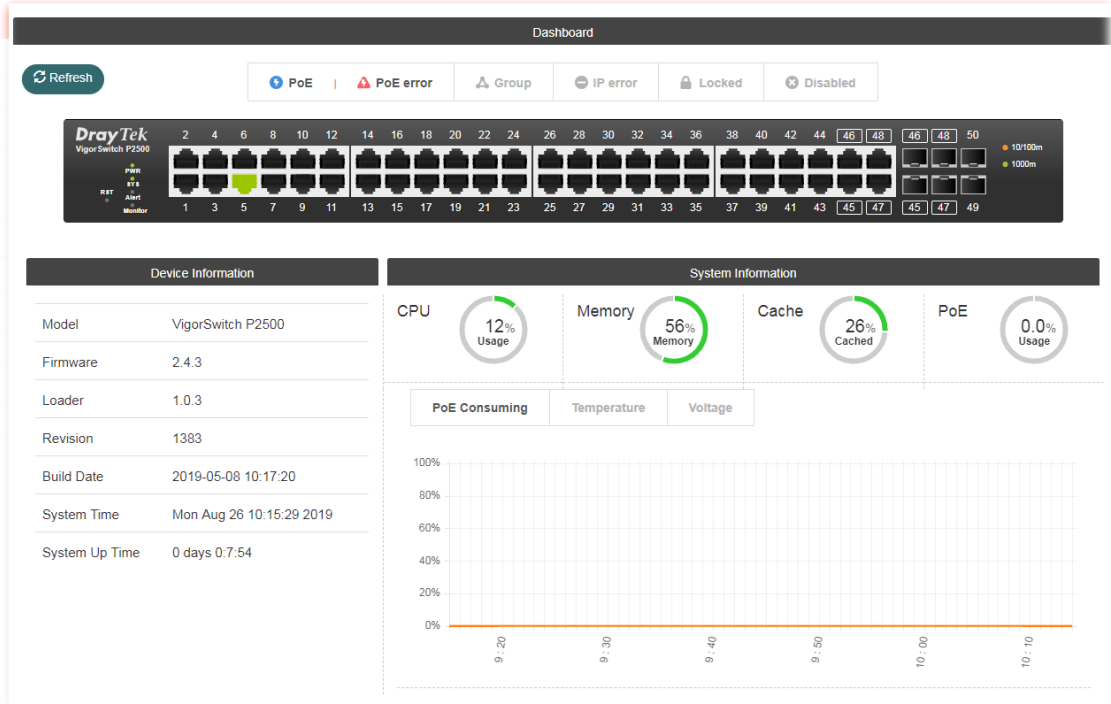 Dashboard
Refresh
PoE | PoE error Group IP error Locked Disabled
DrayTek
VigorSwitch P2500
2 4 6 8 10 12 14 16 18 20 22 24 26 28 30 32 34 36 38 40 42 44 46 48 46 48 50
10/100m
1000m
PWR
SYS
RST
Alert
Monitor
1 3 5 7 9 11 13 15 17 19 21 23 25 27 29 31 33 35 37 39 41 43 45 47 45 47 49
Device Information
Model VigorSwitch P2500
Firmware 2.4.3
Loader 1.0.3
Revision 1383
Build Date 2019-05-08 10:17:20
System Time Mon Aug 26 10:15:29 2019
System Up Time 0 days 0:7:54
System Information
CPU 12% Usage
Memory 56% Memory
Cache 26% Cached
PoE 0.0% Usage
PoE Consuming Temperature Voltage
100%
80%
60%
40%
20%
0%
9 : 20 9 : 30 9 : 40 9 : 50 10 : 00 10 : 10